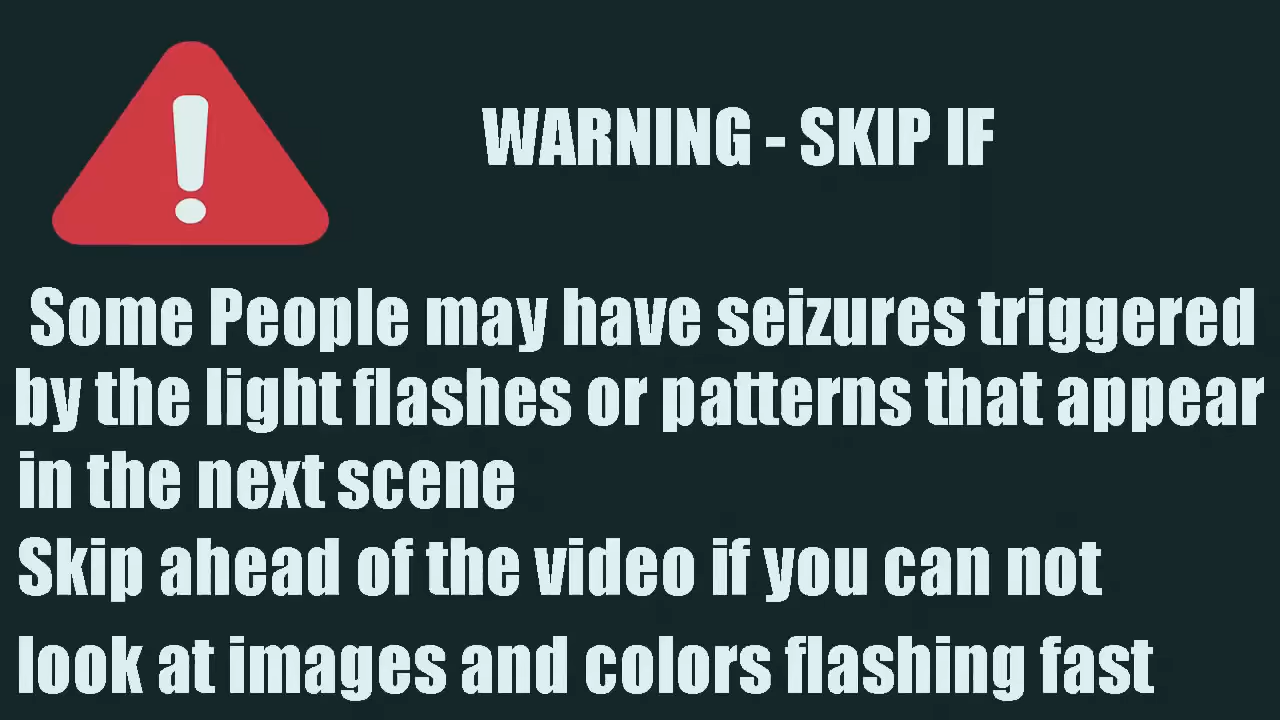 WARNING - SKIP IF
Some People may have seizures triggered
by the light flashes or patterns that appear
in the next scene
Skip ahead of the video if you can not
look at images and colors flashing fast